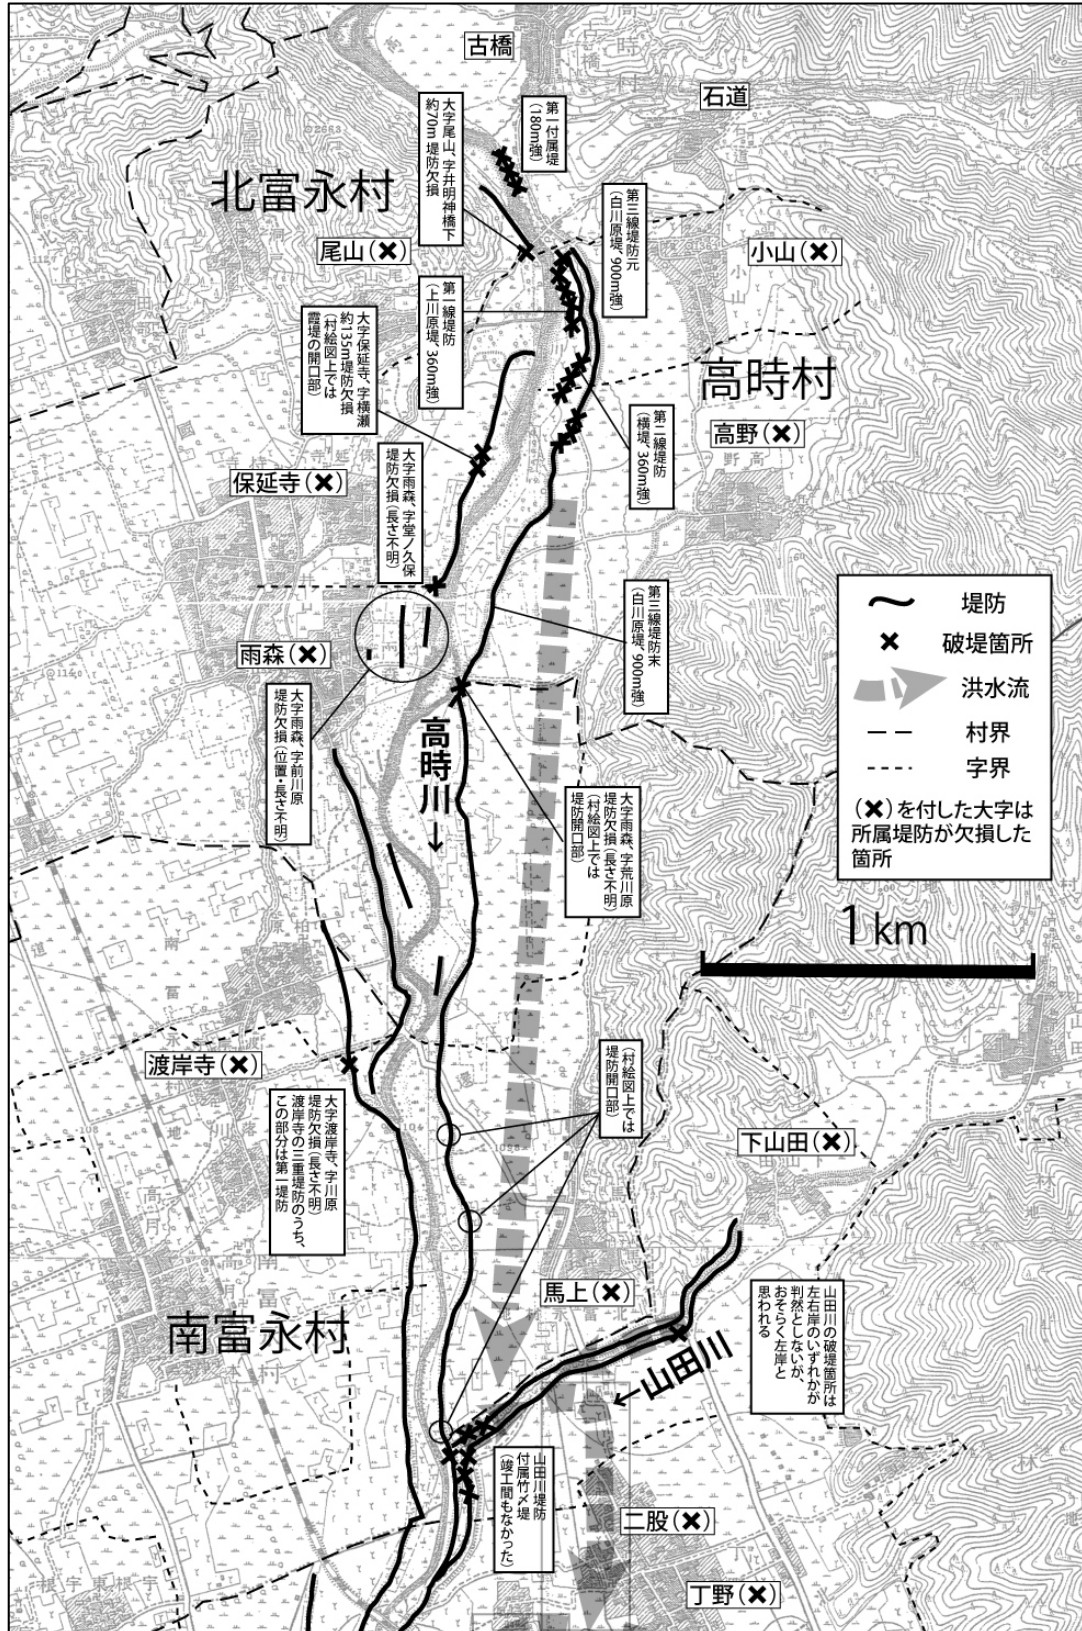 古橋
石道
第一付属堤
(180m強)
大字尾山、字井明神橋下
約70m 堤防欠損
北富永村
尾山(✖)
第三線堤防元
(白川原堤、900m強)
小山(✖)
第一線堤防
(上川原堤、360m強)
大字保延寺、字横瀬
約135m堤防欠損
(村絵図上では
霞堤の開口部)
高時村
第二線堤防
(横堤、360m強)
高野(✖)
保延寺(✖)
大字雨森、字堂ノ久保
堤防欠損(長さ不明)
雨森(✖)
第三線堤防末
(白川原堤、900m強)
堤防
破堤箇所
洪水流
村界
字界
(✖)を付した大字は
所属堤防が欠損した
箇所
大字雨森、字前川原
堤防欠損(位置・長さ不明)
高時川→
大字雨森、字荒川原
堤防欠損(長さ不明)
(村絵図上では
堤防開口部)
1 km
渡岸寺(✖)
(村絵図上では
堤防開口部)
大字渡岸寺、字川原
堤防欠損(長さ不明)
渡岸寺の三重堤防のうち、
この部分は第一堤防
下山田(✖)
馬上(✖)
南富永村
←山田川
山田川の破堤箇所は
左右岸のいずれかが
判然としないが、
おそらく左岸と
思われる
山田川堤防
付属竹〆堤
(竣工間もなかった)
二股(✖)
丁野(✖)